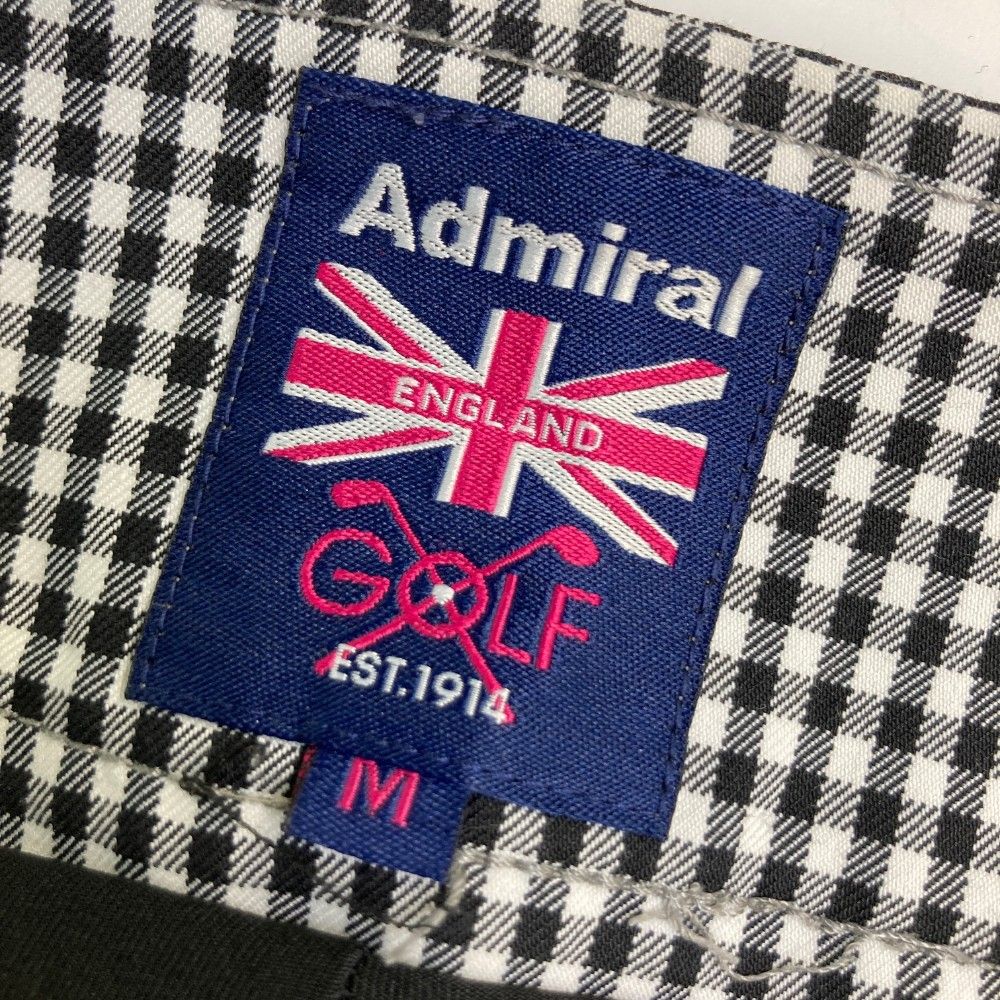 Admiral
ENGLAND
GOLF
EST.1914
M